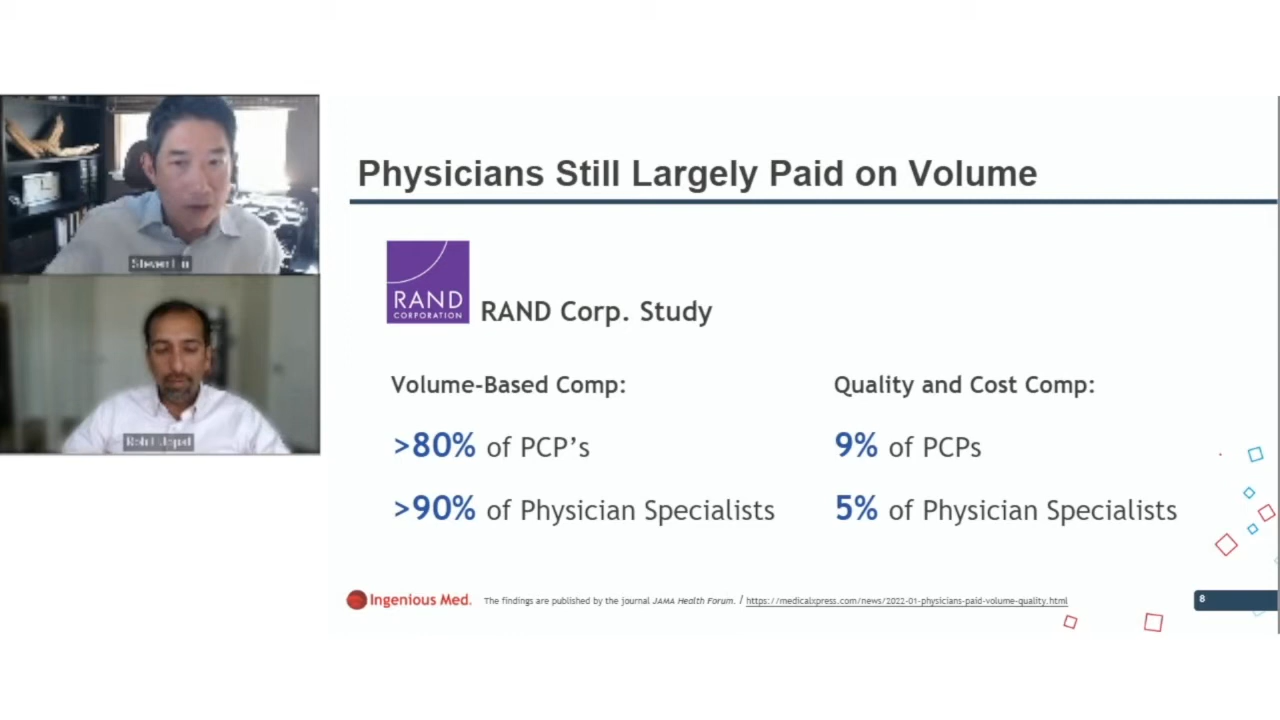 Physicians Still Largely Paid on Volume
RAND
CORPORATION
RAND Corp. Study
Volume-Based Comp:
>80% of PCP’s
>90% of Physician Specialists
Quality and Cost Comp:
9% of PCPs
5% of Physician Specialists
Ingenious Med. The findings are published by the journal JAMA Health Forum. / https://medicalxpress.com/news/2022-01-physicians-paid-volume-quality.html
8